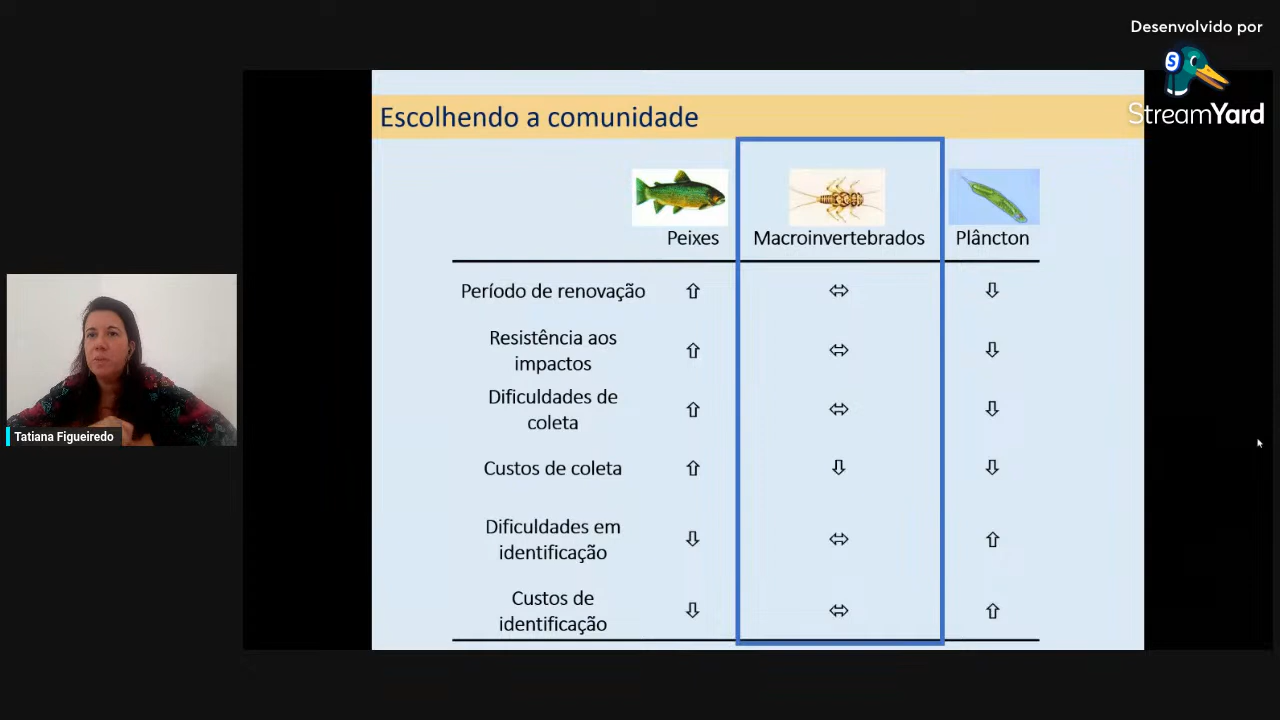 Desenvolvido por
StreamYard
Escolhendo a comunidade
Peixes
Macroinvertebrados
Plâncton
Período de renovação
⇧ ⇔ ⇩
Resistência aos
impactos
⇧ ⇔ ⇩
Dificuldades de
coleta
⇧ ⇔ ⇩
Custos de coleta
⇧ ⇩ ⇩
Dificuldades em
identificação
⇩ ⇔ ⇧
Custos de
identificação
⇩ ⇔ ⇧
Tatiana Figueiredo